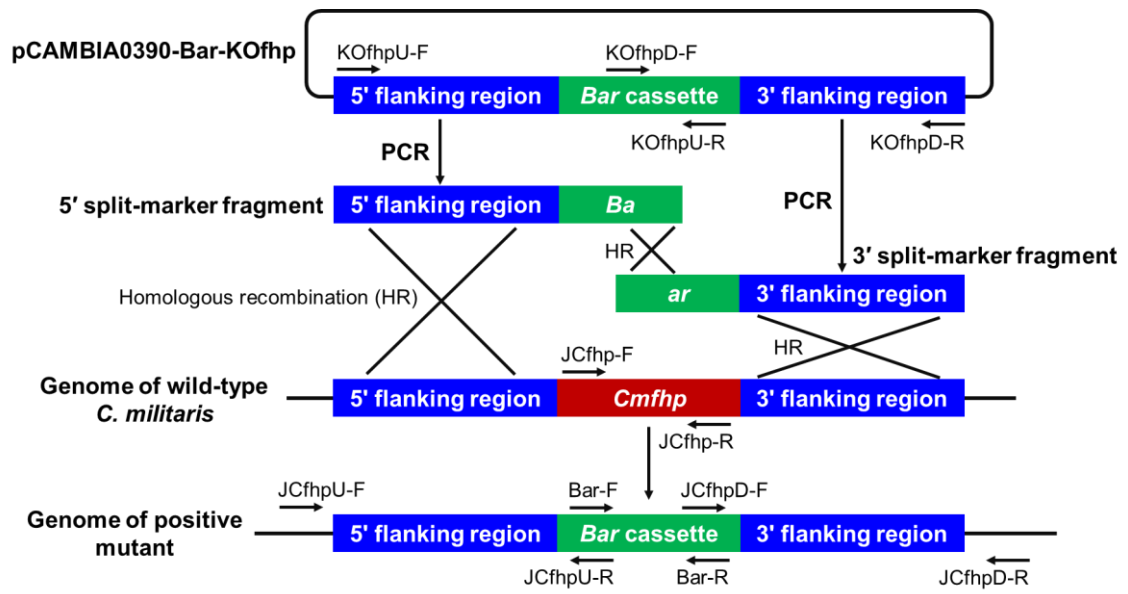 pCAMBIA0390-Bar-KOfhp
KOfhpU-F
KOfhpD-F
5' flanking region
Bar cassette
3' flanking region
KOfhpU-R
KOfhpD-R
PCR
PCR
5′ split-marker fragment
5' flanking region
Ba
HR
3′ split-marker fragment
ar
3' flanking region
Homologous recombination (HR)
HR
JCfhp-F
Genome of wild-type
C. militaris
5' flanking region
Cmfhp
3' flanking region
JCfhp-R
JCfhpU-F
Bar-F
JCfhpD-F
Genome of positive
mutant
5' flanking region
Bar cassette
3' flanking region
JCfhpU-R
Bar-R
JCfhpD-R